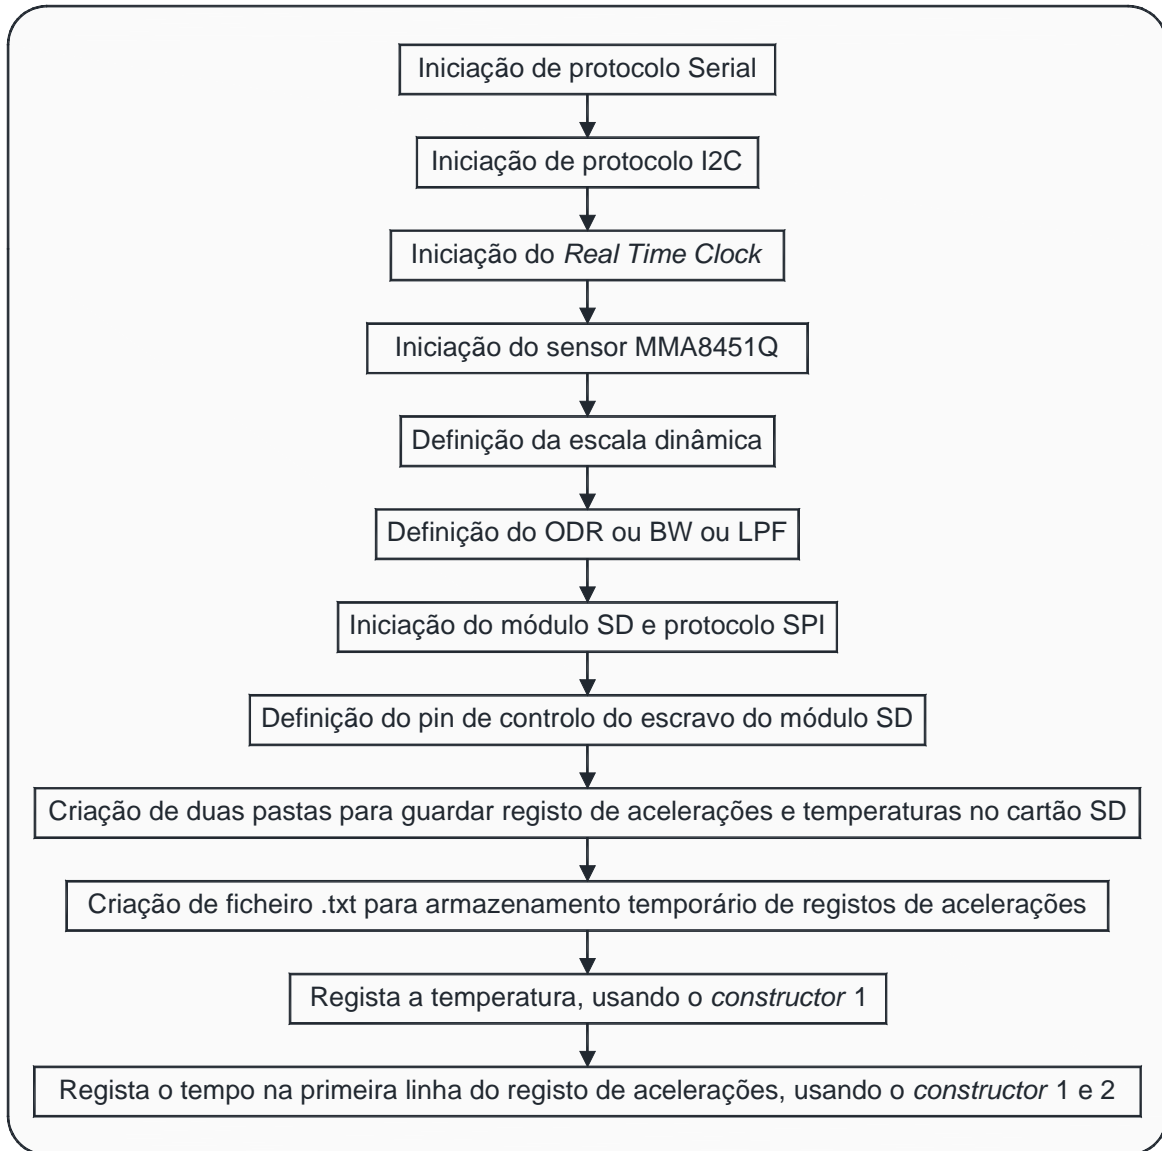 Iniciação de protocolo Serial
Iniciação de protocolo I2C
Iniciação do Real Time Clock
Iniciação do sensor MMA8451Q
Definição da escala dinâmica
Definição do ODR ou BW ou LPF
Iniciação do módulo SD e protocolo SPI
Definição do pin de controlo do escravo do módulo SD
Criação de duas pastas para guardar registo de acelerações e temperaturas no cartão SD
Criação de ficheiro .txt para armazenamento temporário de registos de acelerações
Regista a temperatura, usando o constructor 1
Regista o tempo na primeira linha do registo de acelerações, usando o constructor 1 e 2